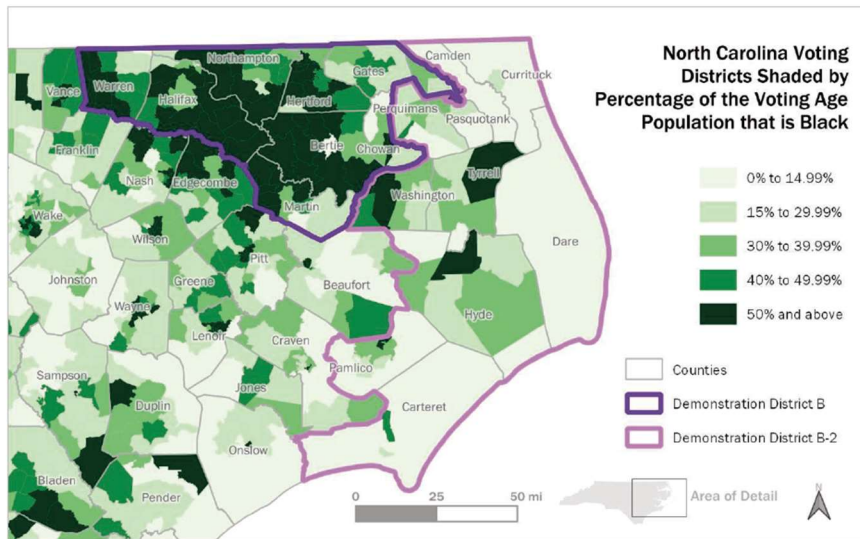 North Carolina Voting
Districts Shaded by
Percentage of the Voting Age
Population that is Black
0% to 14.99%
15% to 29.99%
30% to 39.99%
40% to 49.99%
50% and above
Counties
Demonstration District B
Demonstration District B-2
Area of Detail
N
0 25 50 mi
Northampton
Camden
Currituck
Gates
Vance
Warren
Halifax
Hertford
Perquimans
Pasquotank
Franklin
Bertie
Chowan
Nash
Edgecombe
Tyrrell
Washington
Martin
Wake
Wilson
Dare
Pitt
Johnston
Greene
Beaufort
Wayne
Hyde
Lenoir
Craven
Pamlico
Sampson
Jones
Duplin
Carteret
Onslow
Bladen
Pender